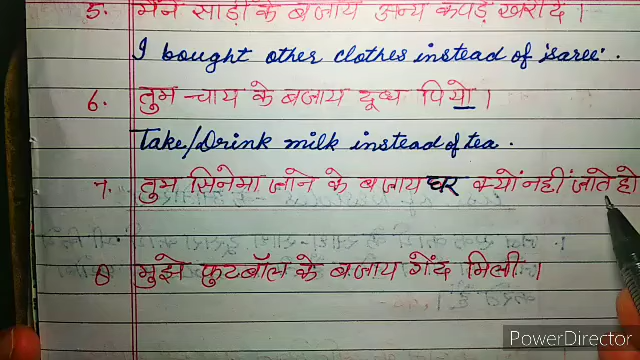 5. मैंने साड़ी के बजाय अन्य कपड़े खरीदे ।
I bought other clothes instead of saree.
6. तुम चाय के बजाय दूध पियो ।
Take/Drink milk instead of tea.
7. तुम सिनेमा जाने के बजाय घर क्यों नहीं जाते हो
8 मुझे फुटबॉल के बजाय गेंद मिली ।
PowerDirector